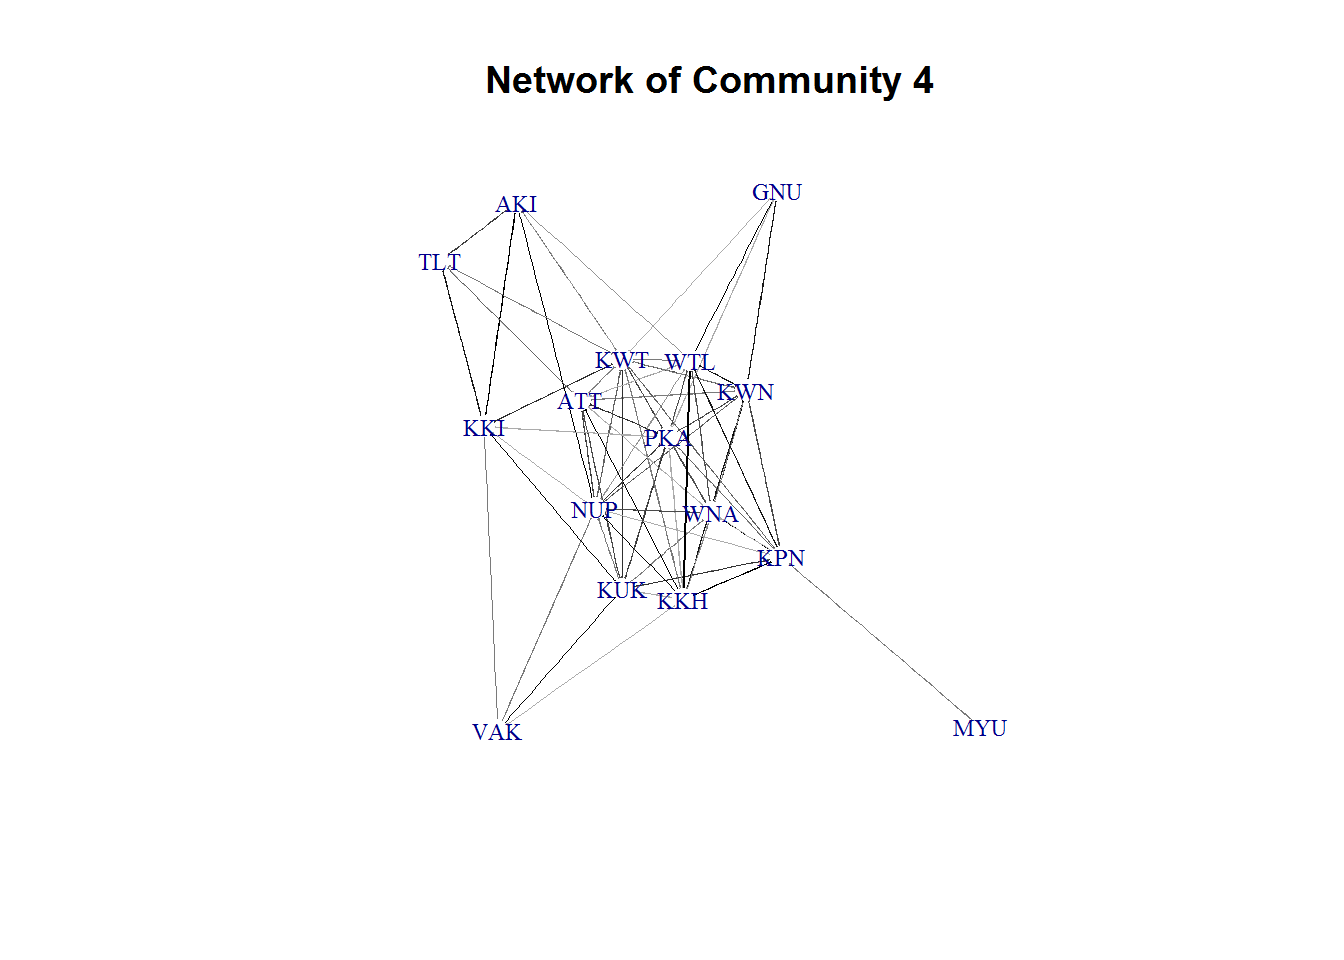 Network of Community 4
GNU
AKI
TLT
KWT
WTL
KWN
ATT
KKI
PKA
NUP
WNA
KPN
KUK
KKH
VAK
MYU